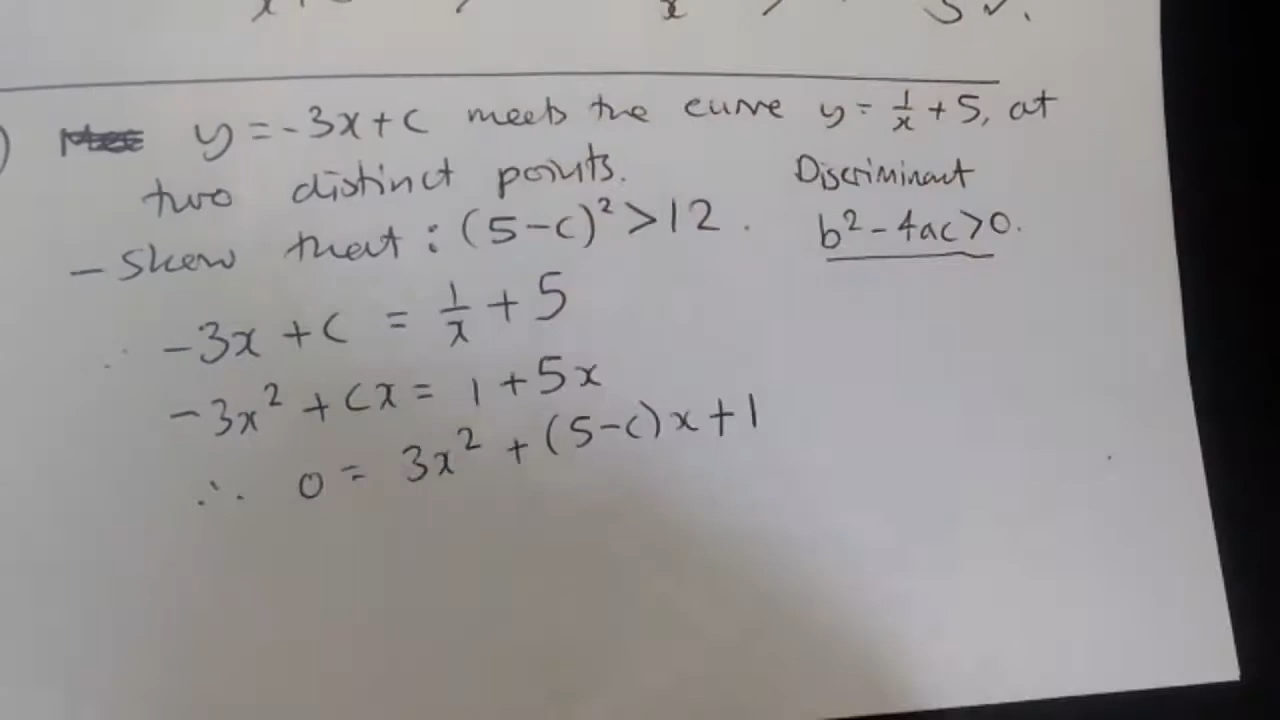 ) y = -3x + c meets the curve y = 1/x + 5, at
two distinct points.
Discriminant
- Show that : (5-c)² > 12.
b² - 4ac > 0.
-3x + c = 1/x + 5
-3x² + cx = 1 + 5x
∴ 0 = 3x² + (5-c)x + 1